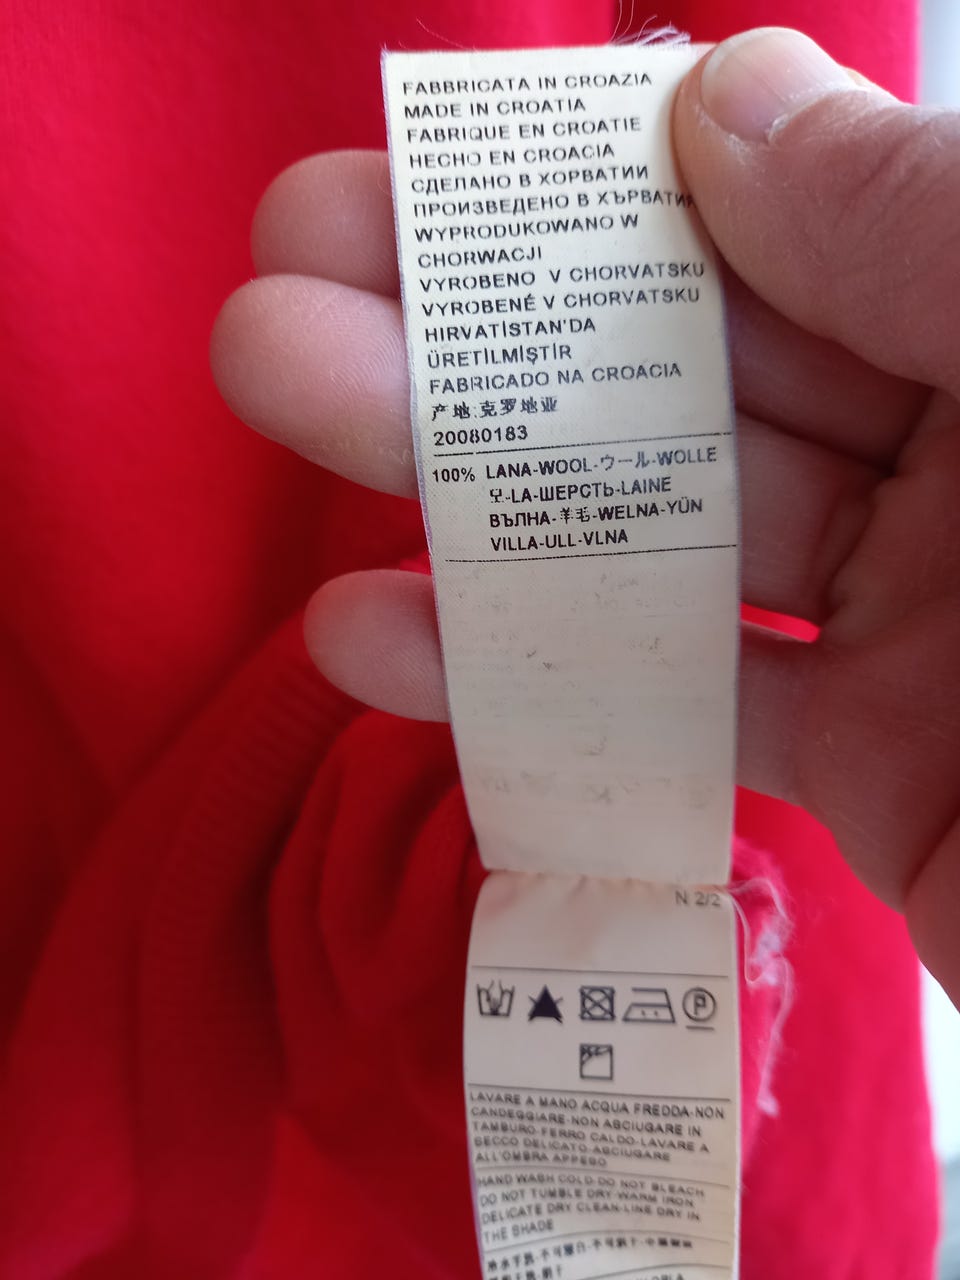 FABBRICATA IN CROAZIA
MADE IN CROATIA
FABRIQUE EN CROATIE
HECHO EN CROACIA
СДЕЛАНО В ХОРВАТИИ
ПРОИЗВЕДЕНО В ХЪРВАТИЯ
WYPRODUKOWANO W
CHORWACJI
VYROBENO V CHORVATSKU
VYROBENÉ V CHORVATSKU
HIRVATİSTAN'DA
ÜRETİLMİŞTİR
FABRICADO NA CROACIA
产地:克罗地亚
20080183
100% LANA-WOOL-ウール-WOLLE
모-LA-ШЕРСТЬ-LAINE
ВЪЛНА-羊毛-WELNA-YÜN
VILLA-ULL-VLNA
N 2/2
P
LAVARE A MANO ACQUA FREDDA-NON
CANDEGGIARE-NON ASCIUGARE IN
TAMBURO-FERRO CALDO-LAVARE A
SECCO DELICATO-ASCIUGARE
ALL'OMBRA APPESO
HAND WASH COLD-DO NOT BLEACH
DO NOT TUMBLE DRY-WARM IRON
DELICATE DRY CLEAN-LINE DRY IN
THE SHADE